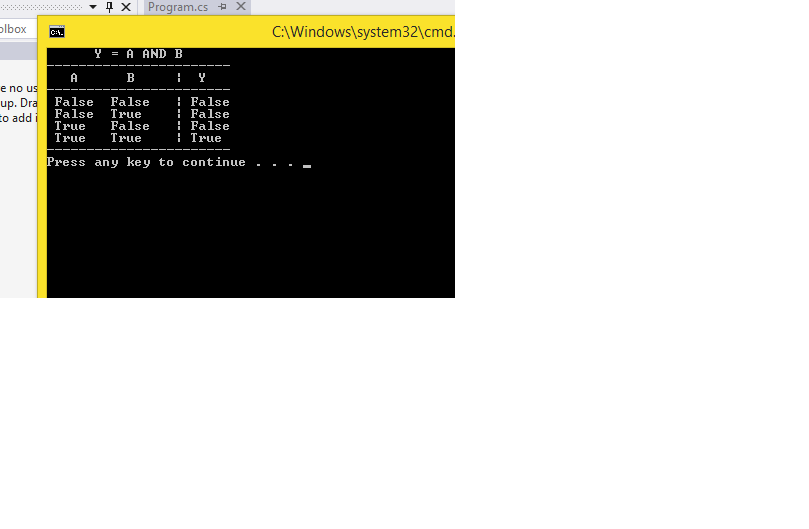 Program.cs
olbox
C:\Windows\system32\cmd.
e no us
up. Dra
to add i
Y = A AND B
-----------------------
A B ¦ Y
-----------------------
False False ¦ False
False True ¦ False
True False ¦ False
True True ¦ True
-----------------------
Press any key to continue . . . _